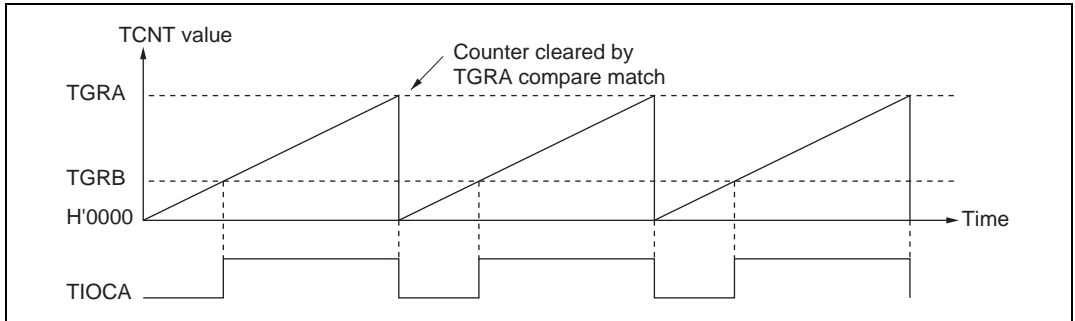 TCNT value
Counter cleared by
TGRA compare match
TGRA
TGRB
H'0000
Time
TIOCA